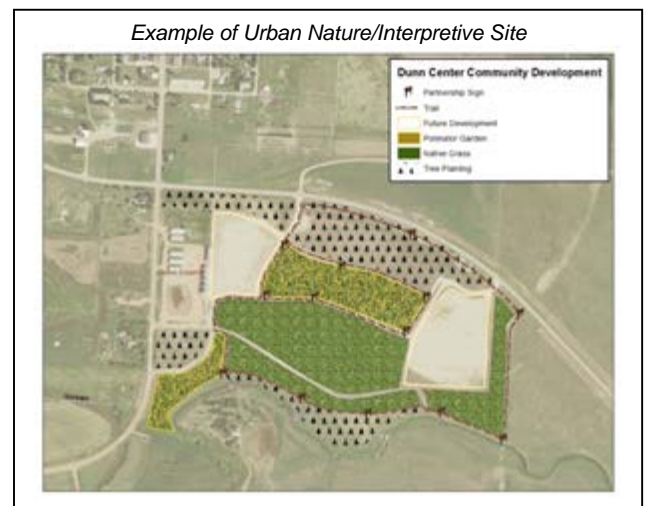 Example of Urban Nature/Interpretive Site
Dunn Center Community Development
Partnership Sign
Trail
Future Development
Pollinator Garden
Native Grass
Tree Planting